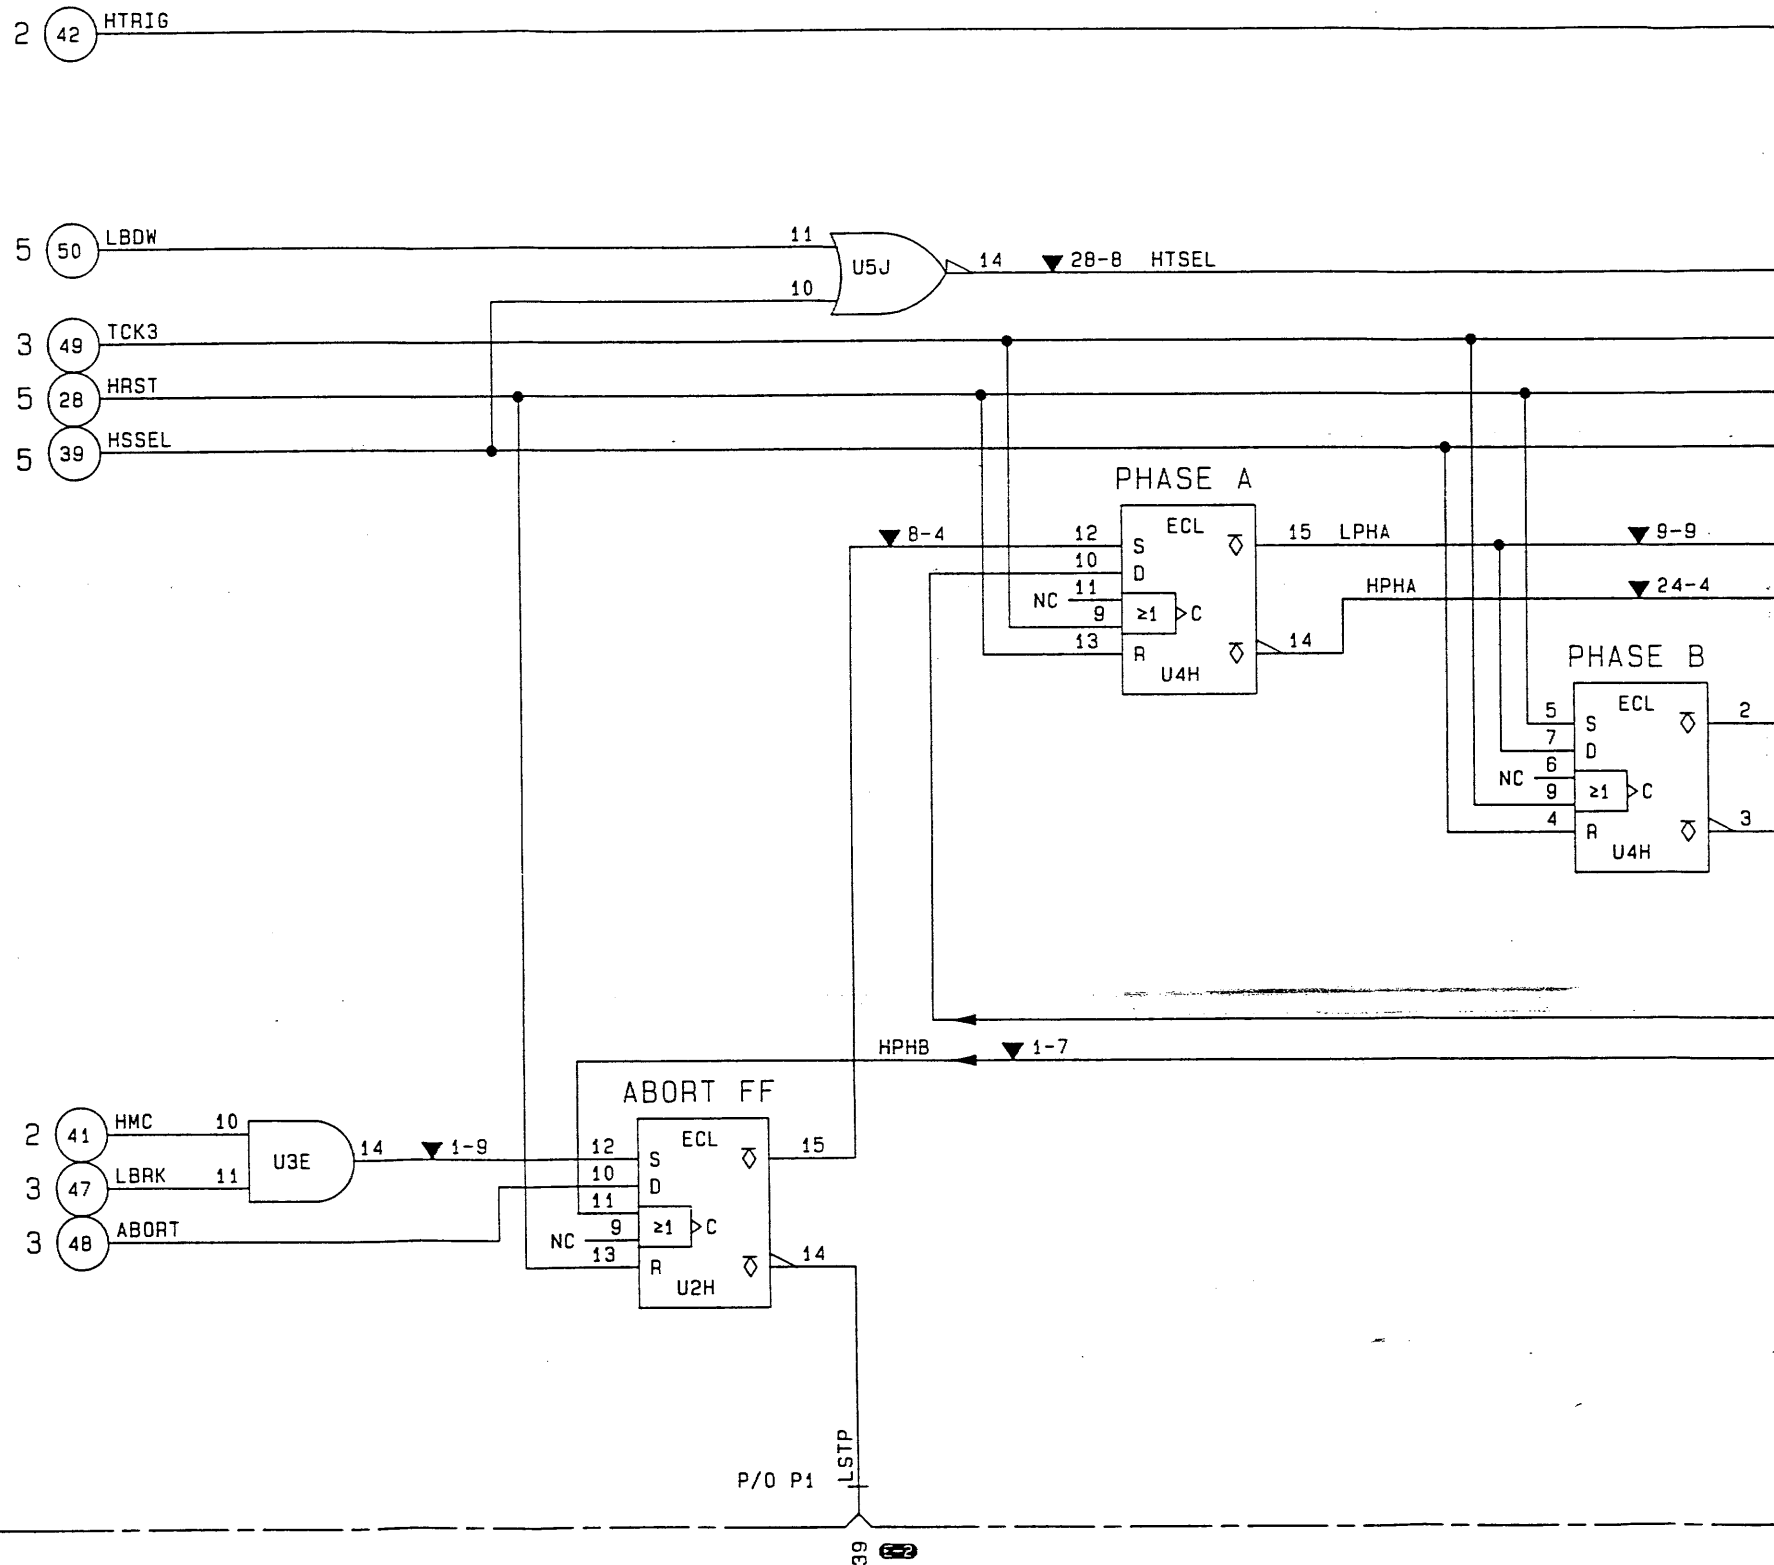 2 42 HTRIG
5 50 LBDW 11 U5J 14 28-8 HTSEL
10
3 49 TCK3
5 28 HRST
5 39 HSSEL
PHASE A
8-4 12 S ECL 15 LPHA 9-9
10 D
NC 11
9 ≥1 C
HPHA 24-4
13 R 14
U4H
PHASE B
5 S ECL 2
7 D
NC 6
9 ≥1 C
4 R 3
U4H
HPHB 1-7
ABORT FF
2 41 HMC 10 U3E 14 1-9
3 47 LBRK 11
3 48 ABORT
12 S ECL 15
10 D
11
NC 9 ≥1 C
13 R 14
U2H
P/O P1 LSTP
39